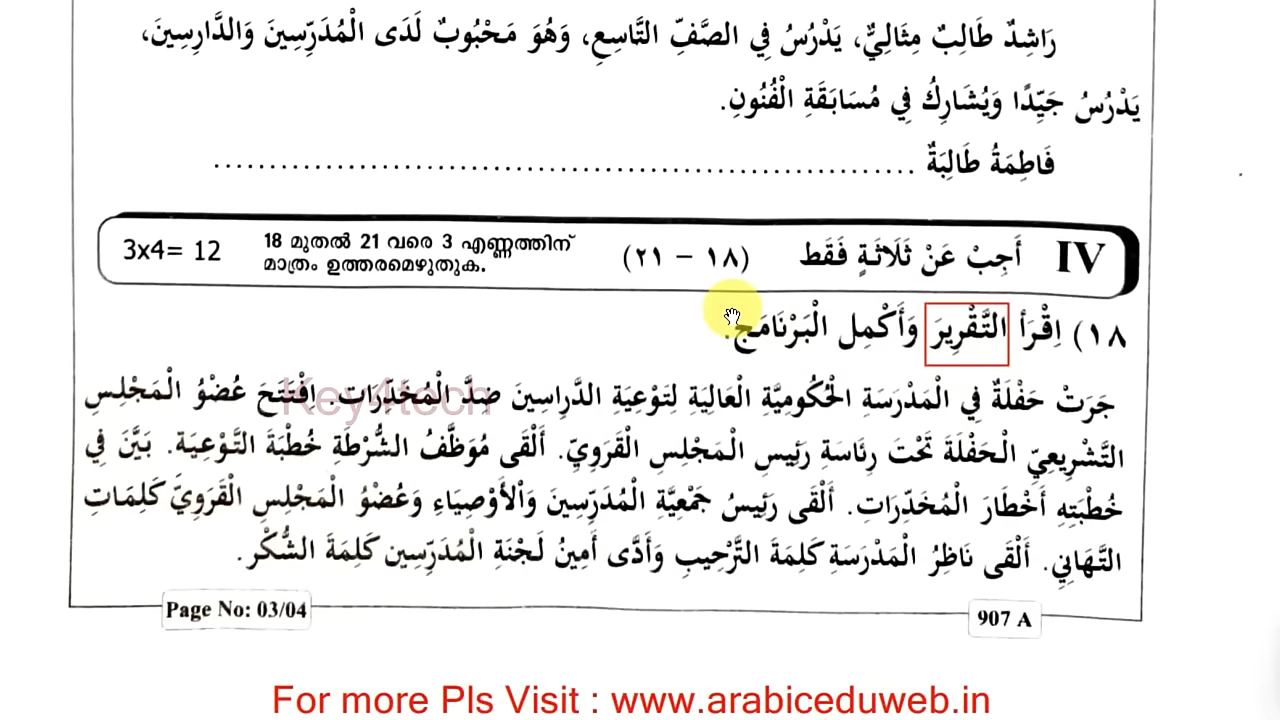 رَاشِدٌ طَالِبٌ مِثَالِيٌّ، يَدْرُسُ فِي الصَّفِّ التَّاسِعِ، وَهُوَ مَحْبُوبٌ لَدَى الْمُدَرِّسِينَ وَالدَّارِسِينَ،
يَدْرُسُ جَيِّدًا وَيُشَارِكُ فِي مُسَابَقَةِ الْفُنُونِ.
فَاطِمَةُ طَالِبَةٌ ........................................................................
IV أَجِبْ عَنْ ثَلَاثَةٍ فَقَط (١٨ – ٢١) 18 മുതൽ 21 വരെ 3 എണ്ണത്തിന് 3x4= 12
മാത്രം ഉത്തരമെഴുതുക.
١٨) اِقْرَأ التَّقْرِيرَ وَأَكْمِل الْبَرْنَامَج.
جَرَتْ حَفْلَةٌ فِي الْمَدْرَسَةِ الْحُكُومِيَّةِ الْعَالِيَةِ لِتَوْعِيَةِ الدَّرِاسِينَ ضِدَّ الْمُخَدِّرَات. اِفْتَتَحَ عُضْوُ الْمَجْلِسِ
التَّشْرِيعِيِّ الْحَفْلَةَ تَحْتَ رِئَاسَةِ رَئِيسِ الْمَجْلِسِ الْقَرَوِيّ. أَلْقَى مُوَظَّفُ الشُّرْطَةِ خُطْبَةَ التَّوْعِيَة. بَيَّنَ فِي
خُطْبَتِهِ أَخْطَارَ الْمُخَدِّرَاتِ. أَلْقَى رَئِيسُ جَمْعِيَّةِ الْمُدَرِّسِينَ وَالْأَوْصِيَاءِ وَعُضْوُ الْمَجْلِسِ الْقَرَوِيِّ كَلِمَاتِ
التَّهَانِي. أَلْقَى نَاظِرُ الْمَدْرَسَةِ كَلِمَةَ التَّرْحِيبِ وَأَدَّى أَمِينُ لَجْنَةِ الْمُدَرِّسِين كَلِمَةَ الشُّكْر.
Key4tech
Page No: 03/04
907 A
For more Pls Visit : www.arabiceduweb.in